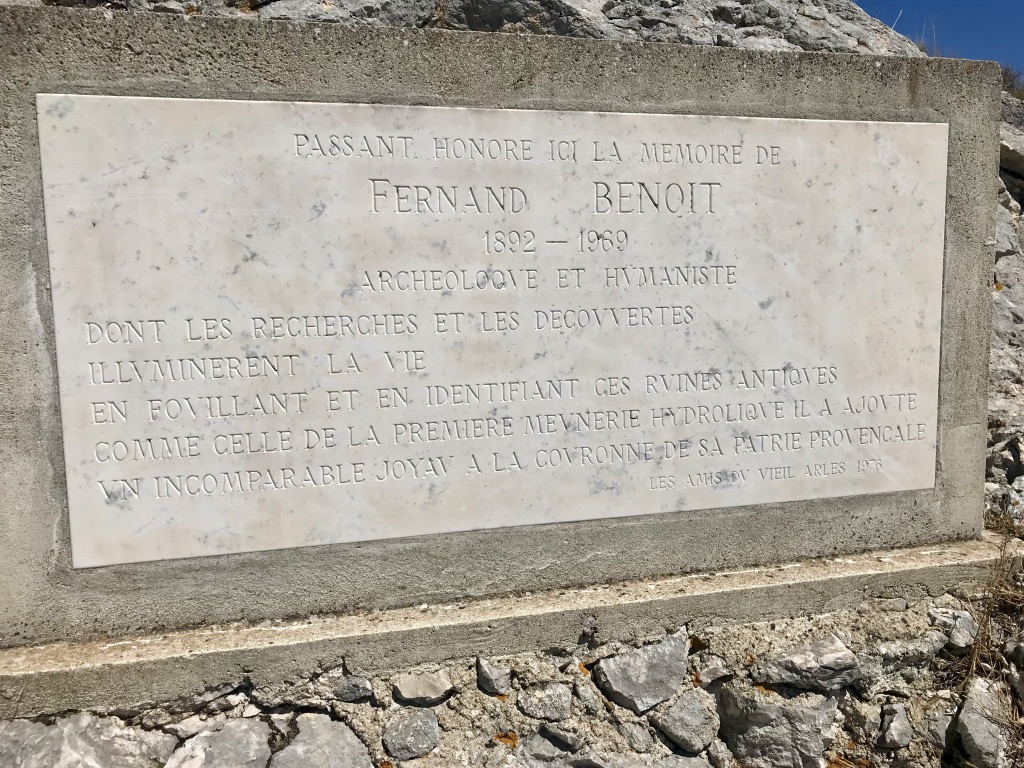 PASSANT. HONORE ICI LA MEMOIRE DE
FERNAND BENOIT
1892 — 1969
ARCHEOLOQVE ET HVMANISTE
DONT LES RECHERCHES ET LES DECOVVERTES
ILLVMINERENT LA VIE
EN FOVILLANT ET EN IDENTIFIANT CES RVINES ANTIQVES
COMME CELLE DE LA PREMIERE MEVNERIE HYDROLIQVE IL A AJOVTE
VN INCOMPARABLE JOYAV A LA COVRONNE DE SA PATRIE PROVENCALE
LES AMIS DV VIEIL ARLES 1976